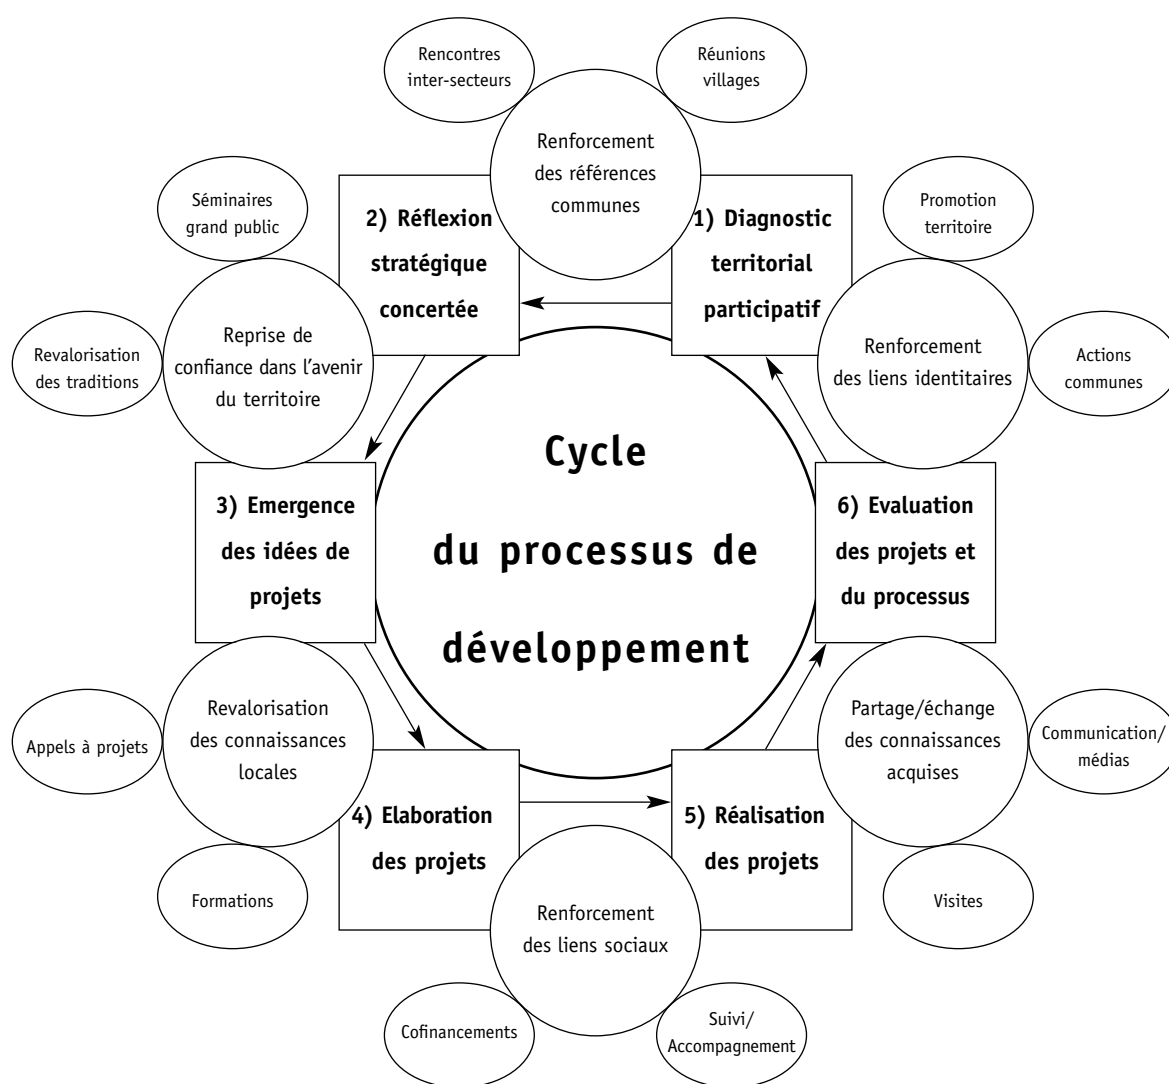 Rencontres
inter-secteurs
Réunions
villages
Renforcement
des références
communes
Séminaires
grand public
2) Réflexion
stratégique
concertée
1) Diagnostic
territorial
participatif
Promotion
territoire
Revalorisation
des traditions
Reprise de
confiance dans l’avenir
du territoire
Renforcement
des liens identitaires
Actions
communes
Cycle
du processus de
développement
3) Emergence
des idées de
projets
6) Evaluation
des projets et
du processus
Appels à projets
Revalorisation
des connaissances
locales
Partage/échange
des connaissances
acquises
Communication/
médias
4) Elaboration
des projets
5) Réalisation
des projets
Formations
Renforcement
des liens sociaux
Visites
Cofinancements
Suivi/
Accompagnement